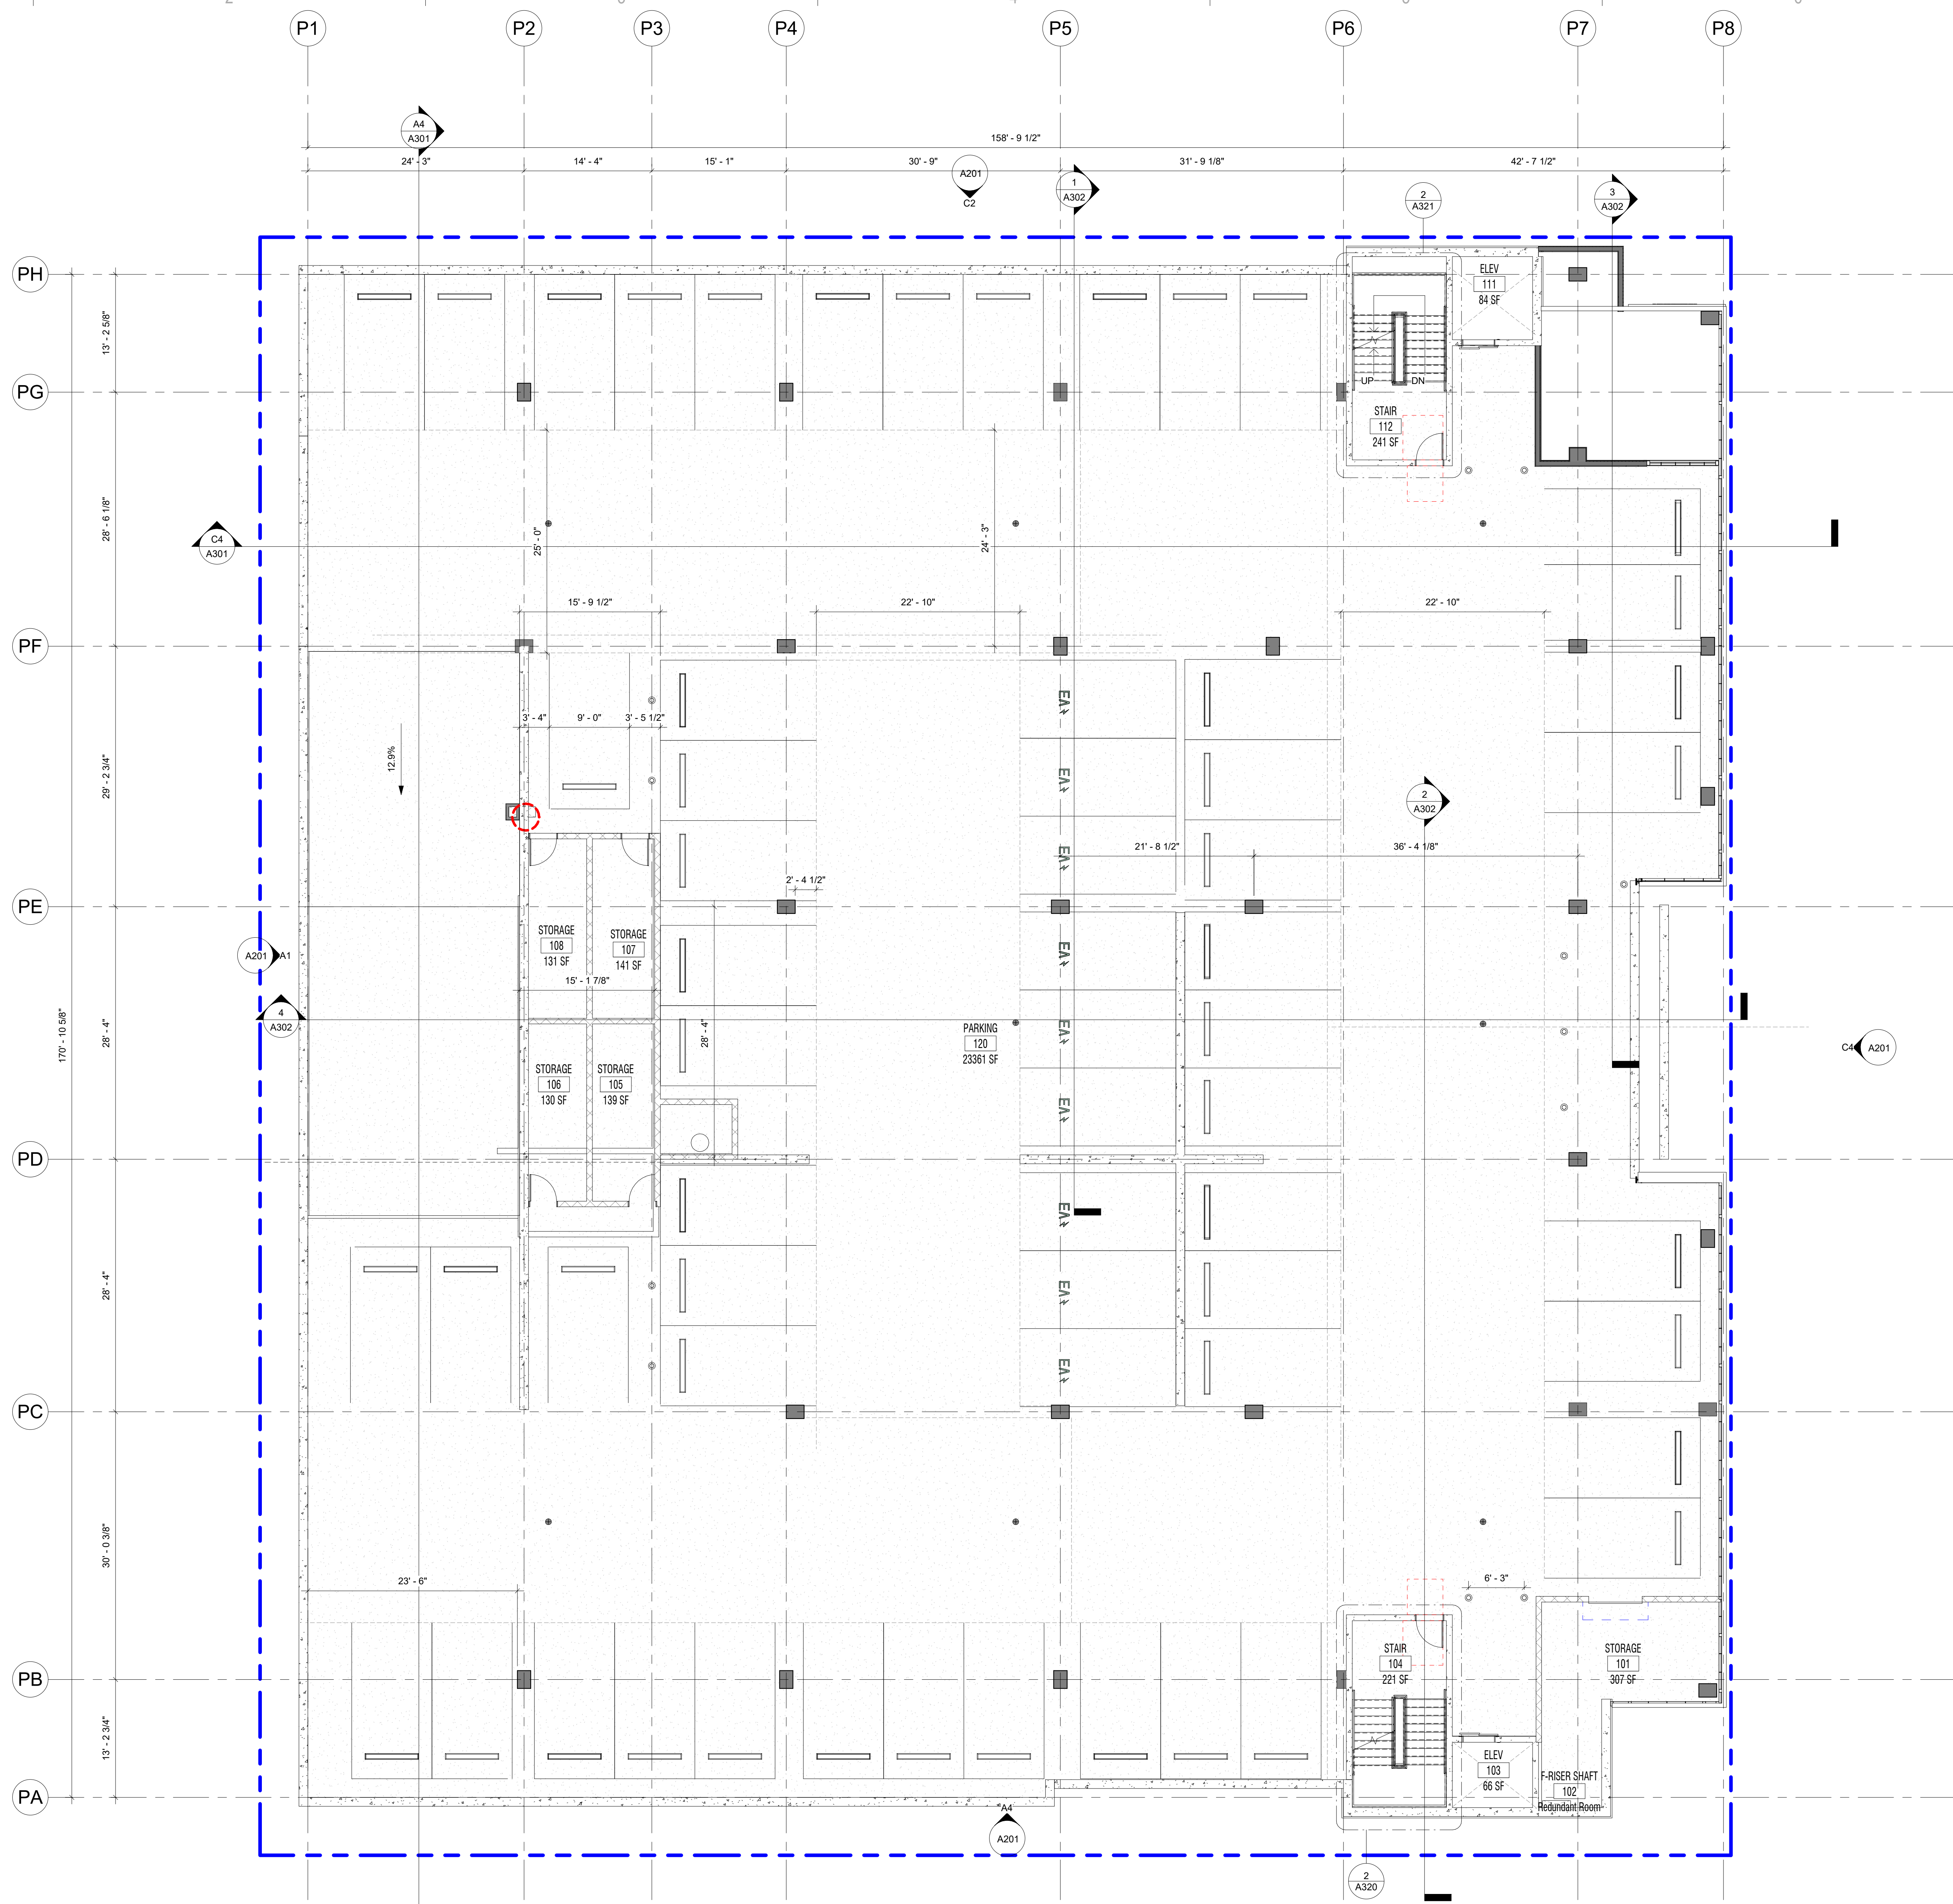 P1
P2
P3
P4
P5
P6
P7
P8
A4
A301
158' - 9 1/2"
24' - 3"
14' - 4"
15' - 1"
30' - 9"
31' - 9 1/8"
42' - 7 1/2"
A201
C2
1
A302
2
A321
3
A302
PH
ELEV
111
84 SF
13' - 2 5/8"
UP
DN
PG
STAIR
112
241 SF
28' - 6 1/8"
C4
A301
25' - 0"
24' - 3"
15' - 9 1/2"
22' - 10"
22' - 10"
PF
EV
3' - 4"
9' - 0"
3' - 5 1/2"
12.9%
29' - 2 3/4"
EV
2
A302
EV
21' - 8 1/2"
36' - 4 1/8"
2' - 4 1/2"
PE
STORAGE
108
131 SF
STORAGE
107
141 SF
EV
A201
A1
15' - 1 7/8"
4
A302
170' - 10 5/8"
28' - 4"
28' - 4"
PARKING
120
23361 SF
EV
C4
A201
STORAGE
106
130 SF
STORAGE
105
139 SF
EV
PD
EV
28' - 4"
EV
EV
PC
30' - 0 3/8"
23' - 6"
6' - 3"
STAIR
104
221 SF
STORAGE
101
307 SF
PB
13' - 2 3/4"
ELEV
103
66 SF
F-RISER SHAFT
102
Redundant Room
PA
A4
A201
2
A320